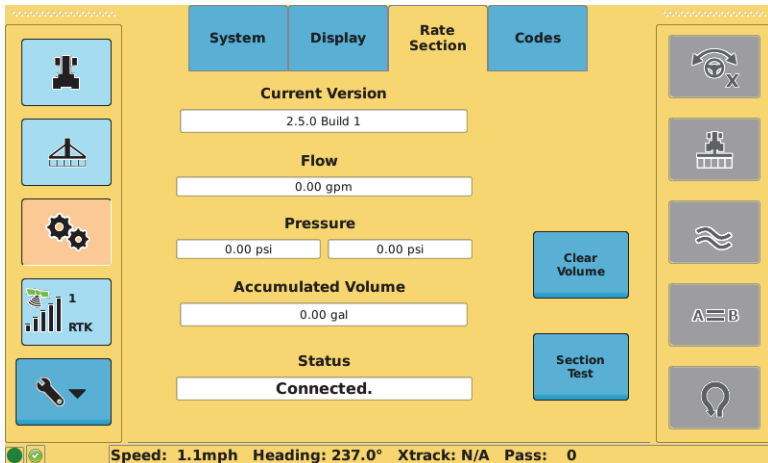 System
Display
Rate
Section
Codes
Current Version
2.5.0 Build 1
Flow
0.00 gpm
Pressure
0.00 psi
0.00 psi
Clear
Volume
Accumulated Volume
0.00 gal
Status
Connected.
Section
Test
1
RTK
X
A B
Speed: 1.1mph Heading: 237.0° Xtrack: N/A Pass: 0